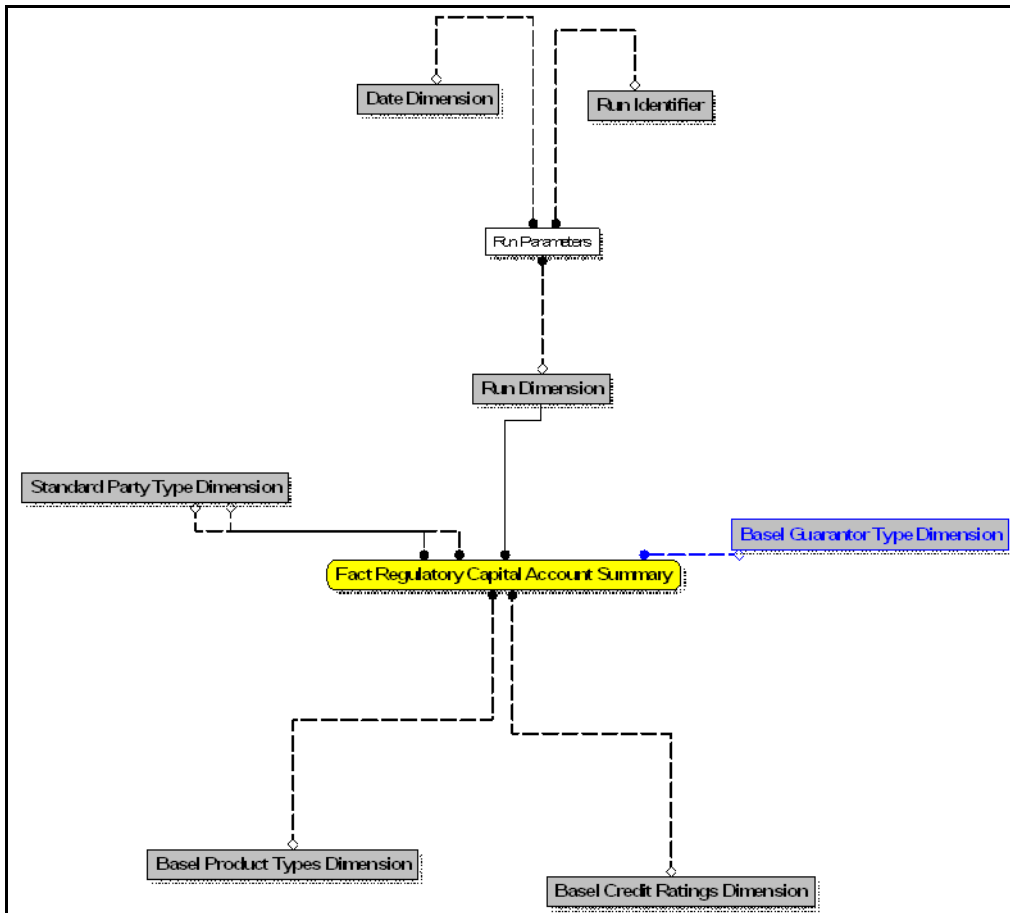 Date Dimension
Run Identifier
Run Parameters
Run Dimension
Standard Party Type Dimension
Basel Guarantor Type Dimension
Fact Regulatory Capital Account Summary
Basel Product Types Dimension
Basel Credit Ratings Dimension